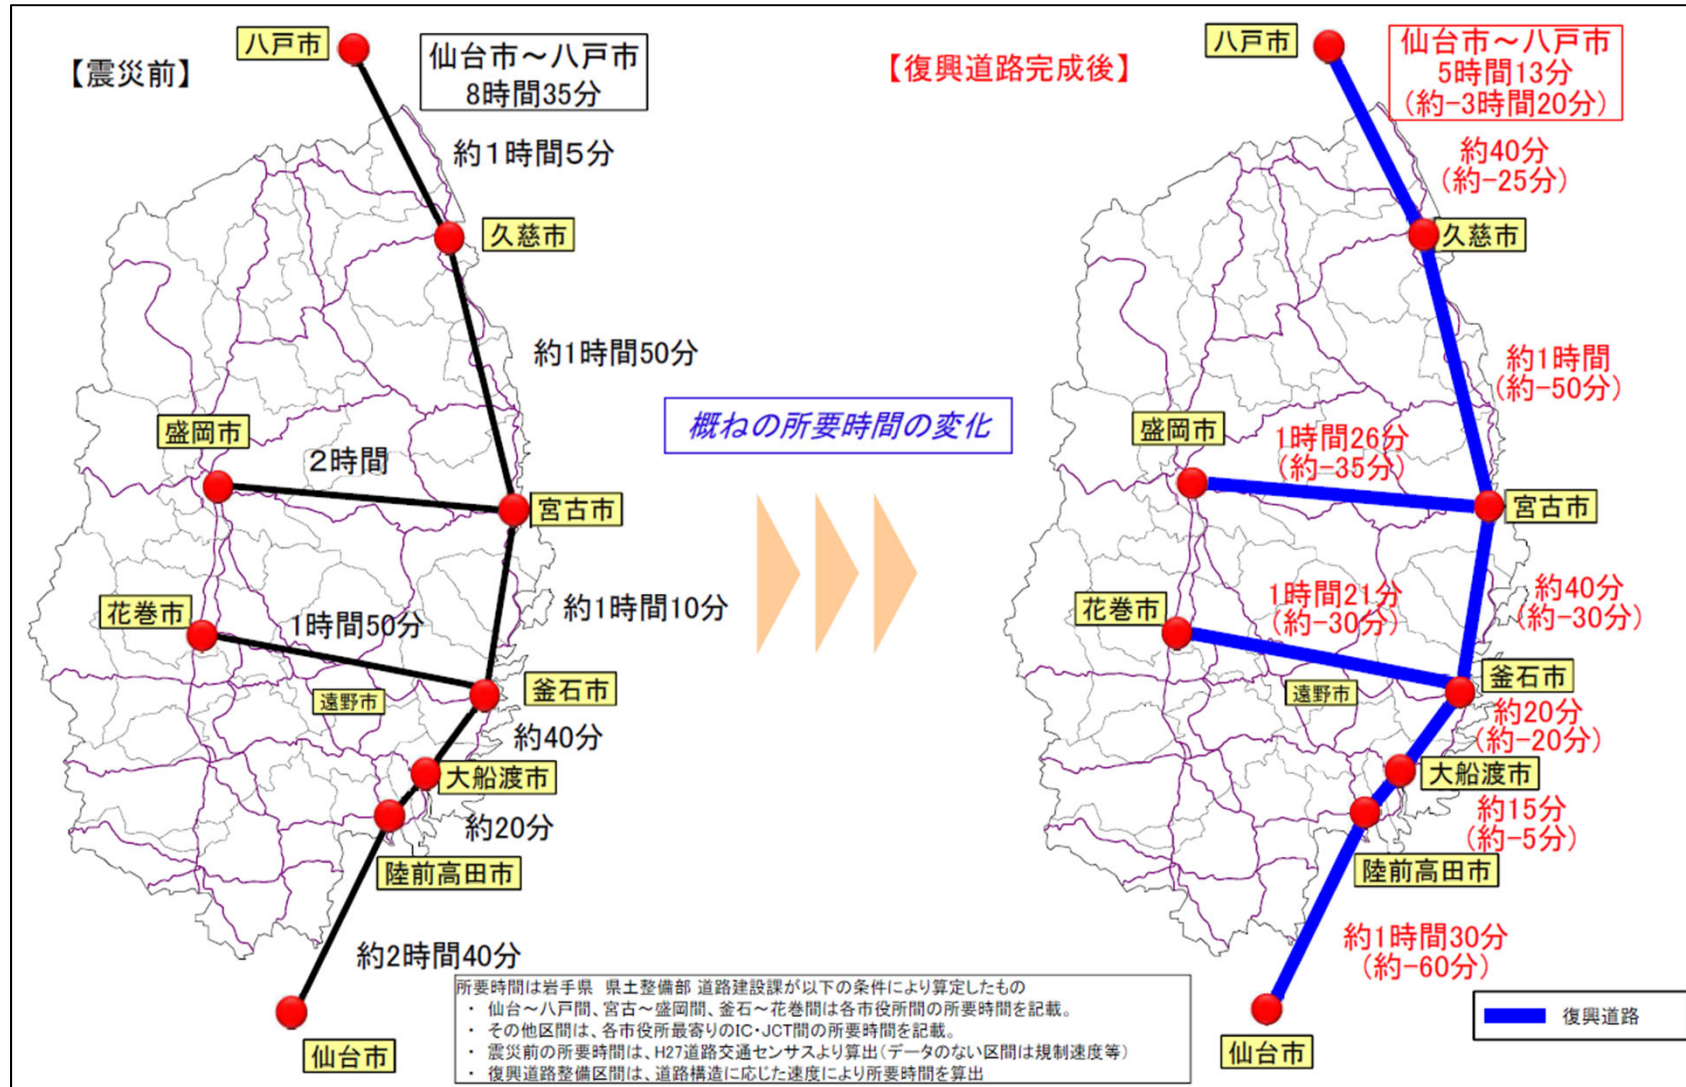 【震災前】
八戸市
仙台市～八戸市
8時間35分
約１時間５分
久慈市
約1時間50分
盛岡市
２時間
宮古市
花巻市
1時間50分
約1時間10分
遠野市
釜石市
約40分
大船渡市
約20分
陸前高田市
約2時間40分
仙台市
概ねの所要時間の変化
【復興道路完成後】
八戸市
仙台市～八戸市
5時間13分
(約-3時間20分)
約40分
(約-25分)
久慈市
約1時間
(約-50分)
盛岡市
1時間26分
(約-35分)
宮古市
花巻市
1時間21分
(約-30分)
約40分
(約-30分)
遠野市
釜石市
約20分
(約-20分)
大船渡市
約15分
(約-5分)
陸前高田市
約1時間30分
(約-60分)
仙台市
復興道路
所要時間は岩手県　県土整備部 道路建設課が以下の条件により算定したもの
・ 仙台～八戸間、宮古～盛岡間、釜石～花巻間は各市役所間の所要時間を記載。
・ その他区間は、各市役所最寄りのIC・JCT間の所要時間を記載。
・ 震災前の所要時間は、H27道路交通センサスより算出(データのない区間は規制速度等)
・ 復興道路整備区間は、道路構造に応じた速度により所要時間を算出